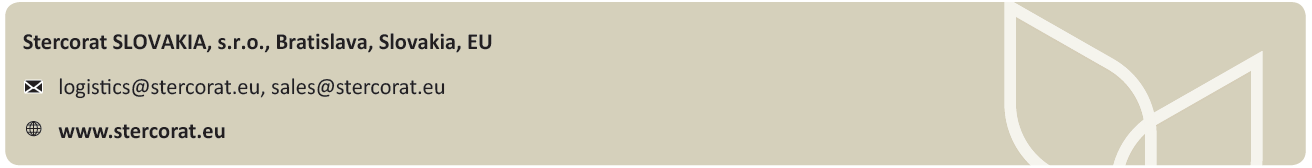 Stercorat SLOVAKIA, s.r.o., Bratislava, Slovakia, EU
logistics@stercorat.eu, sales@stercorat.eu
www.stercorat.eu